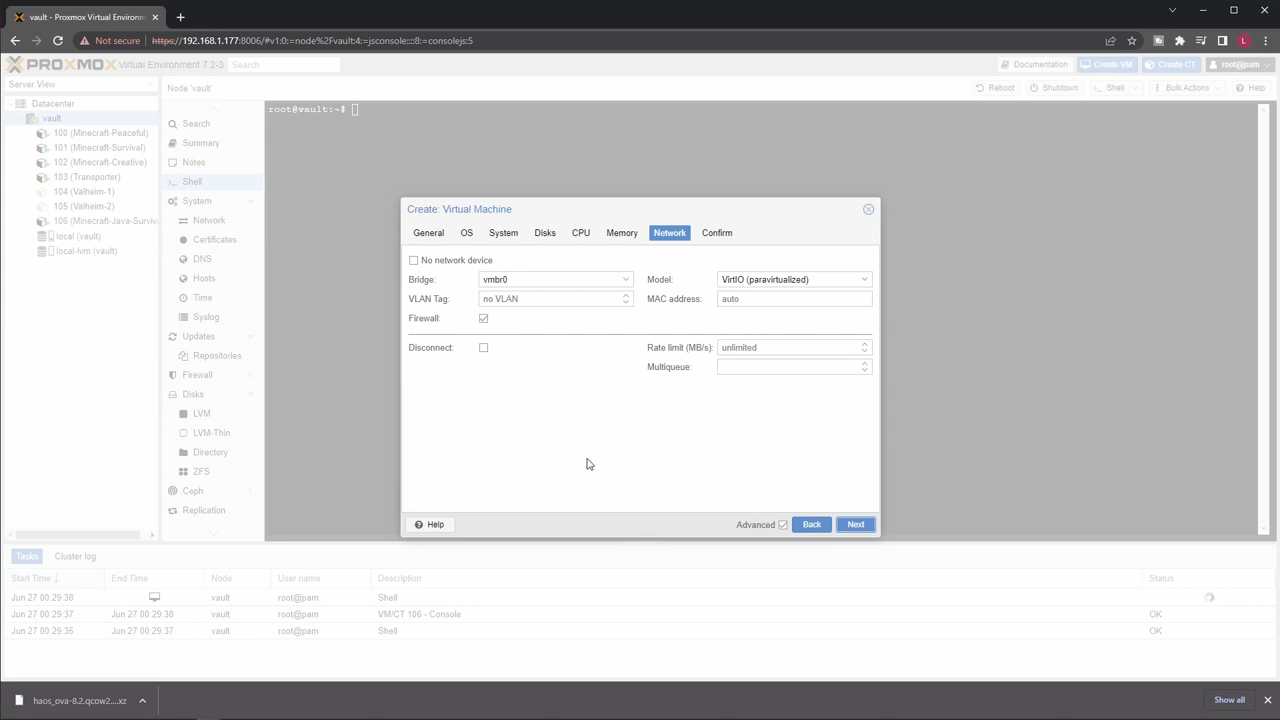 vault - Proxmox Virtual Environm
Not secure
https://192.168.1.177:8006/#v1:0:=node%2Fvault:4:=jsconsole::::8:=consolejs:5
L
PROXMOX Virtual Environment 7.2-3
Search
Documentation
Create VM
Create CT
root@pam
Server View
Node 'vault'
Reboot
Shutdown
Shell
Bulk Actions
Help
Datacenter
vault
100 (Minecraft-Peaceful)
101 (Minecraft-Survival)
102 (Minecraft-Creative)
103 (Transporter)
104 (Valheim-1)
105 (Valheim-2)
106 (Minecraft-Java-Surviv
local (vault)
local-lvm (vault)
Search
Summary
Notes
Shell
System
Network
Certificates
DNS
Hosts
Time
Syslog
Updates
Repositories
Firewall
Disks
LVM
LVM-Thin
Directory
ZFS
Ceph
Replication
root@vault:~#
Create: Virtual Machine
General
OS
System
Disks
CPU
Memory
Network
Confirm
No network device
Bridge: vmbr0
Model: VirtIO (paravirtualized)
VLAN Tag: no VLAN
MAC address: auto
Firewall:
Disconnect:
Rate limit (MB/s): unlimited
Multiqueue:
Help
Advanced
Back
Next
Tasks
Cluster log
Start Time
End Time
Node
User name
Description
Status
Jun 27 00:29:38 vault root@pam Shell
Jun 27 00:29:37 Jun 27 00:29:38 vault root@pam VM/CT 106 - Console OK
Jun 27 00:29:35 Jun 27 00:29:37 vault root@pam Shell OK
haos_ova-8.2.qcow2....xz
Show all